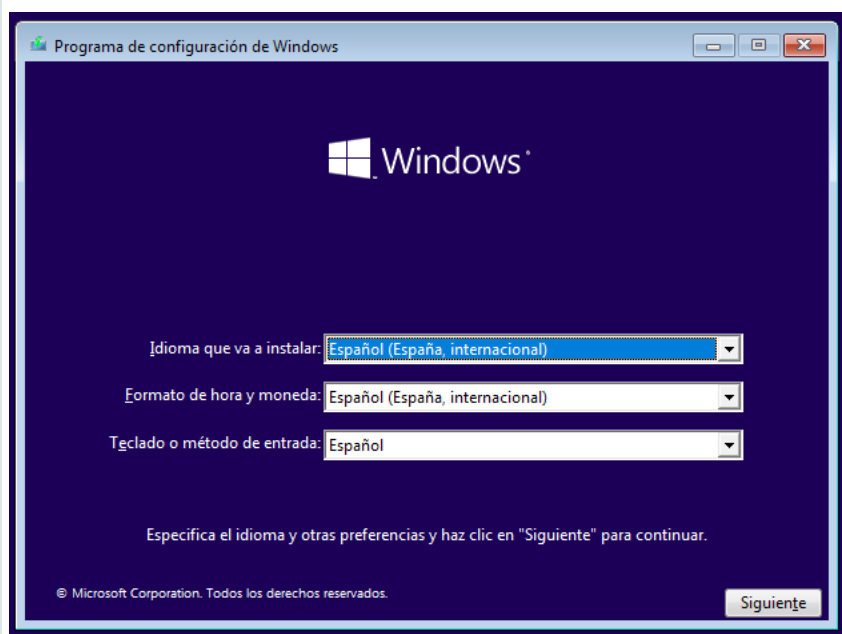 Programa de configuración de Windows
Windows
Idioma que va a instalar: Español (España, internacional)
Formato de hora y moneda: Español (España, internacional)
Teclado o método de entrada: Español
Especifica el idioma y otras preferencias y haz clic en "Siguiente" para continuar.
© Microsoft Corporation. Todos los derechos reservados.
Siguiente